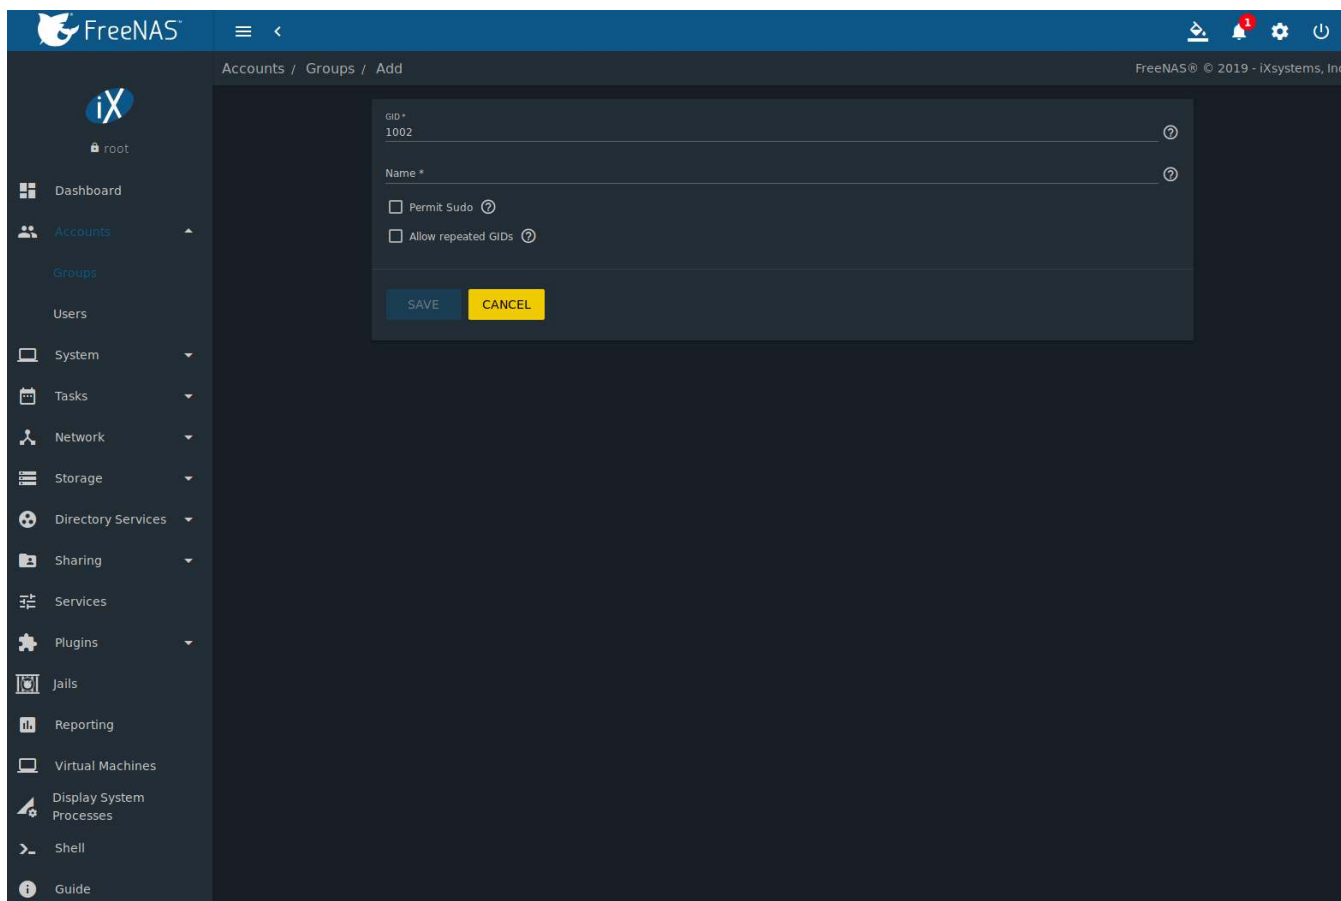 FreeNAS™
1
Accounts / Groups / Add
FreeNAS® © 2019 - iXsystems, Inc
iX
root
GID *
1002
Name *
Permit Sudo
Allow repeated GIDs
SAVE
CANCEL
Dashboard
Accounts
Groups
Users
System
Tasks
Network
Storage
Directory Services
Sharing
Services
Plugins
Jails
Reporting
Virtual Machines
Display System
Processes
Shell
Guide